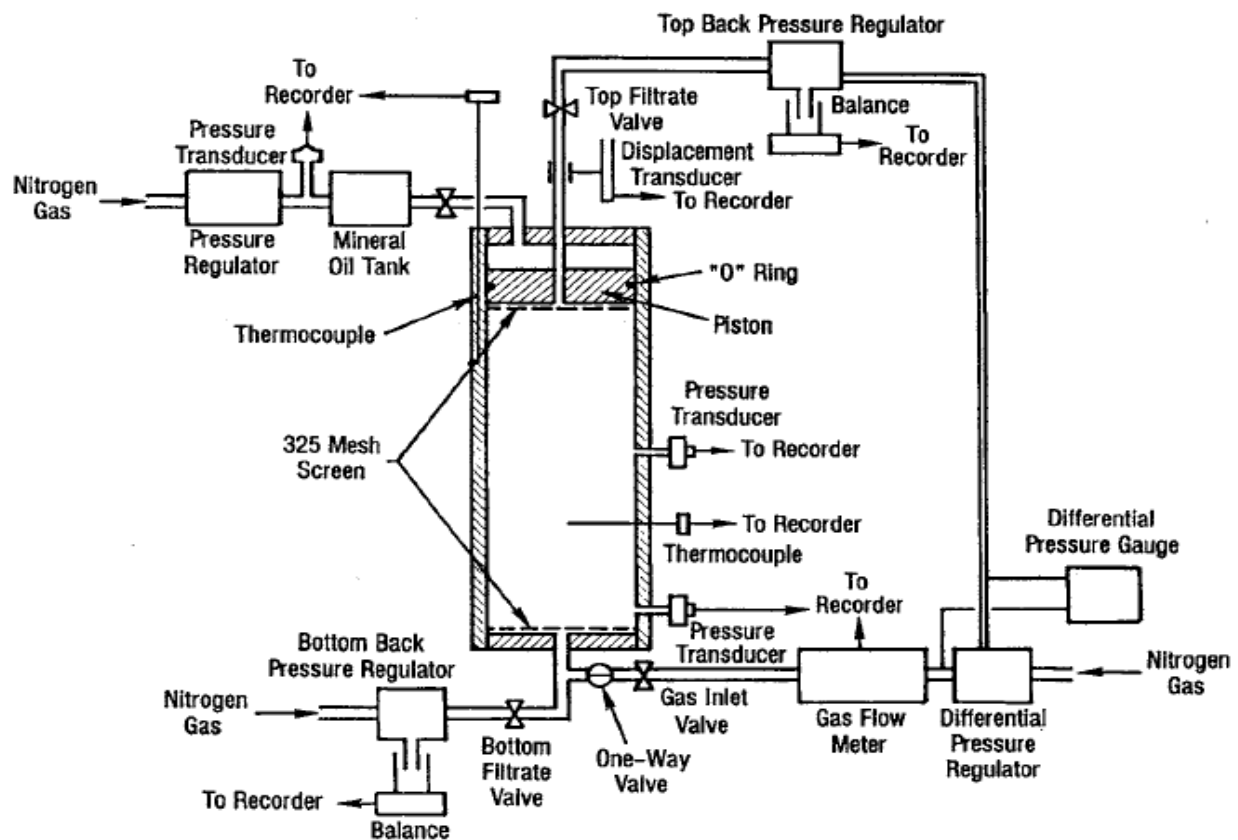 Top Back Pressure Regulator
To
Recorder
Top Filtrate
Valve
Balance
To
Recorder
Pressure
Transducer
Displacement
Transducer
To Recorder
Nitrogen
Gas
Pressure
Regulator
Mineral
Oil Tank
"O" Ring
Thermocouple
Piston
Pressure
Transducer
325 Mesh
Screen
To Recorder
To Recorder
Thermocouple
Differential
Pressure Gauge
To
Recorder
Bottom Back
Pressure Regulator
Pressure
Transducer
Nitrogen
Gas
Nitrogen
Gas
Gas Inlet
Valve
Gas Flow
Meter
Differential
Pressure
Regulator
Bottom
Filtrate
Valve
One-Way
Valve
To Recorder
Balance